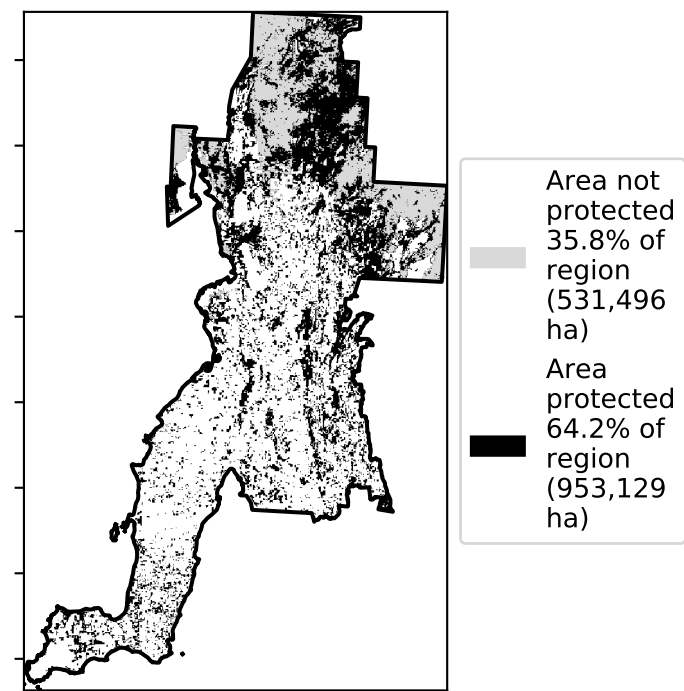 Area not
protected
35.8% of
region
(531,496
ha)
Area
protected
64.2% of
region
(953,129
ha)